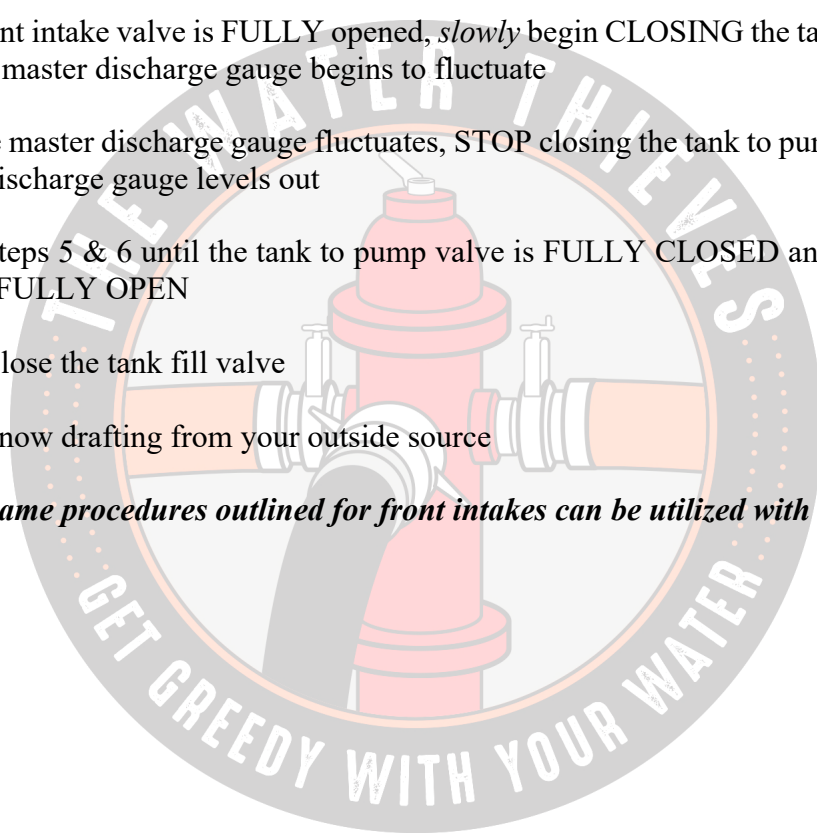 nt intake valve is FULLY opened, slowly begin CLOSING the ta
master discharge gauge begins to fluctuate
master discharge gauge fluctuates, STOP closing the tank to pu
ischarge gauge levels out
teps 5 & 6 until the tank to pump valve is FULLY CLOSED an
FULLY OPEN
lose the tank fill valve
now drafting from your outside source
ame procedures outlined for front intakes can be utilized with
THE WATER THIEVES
GET GREEDY WITH YOUR WATER